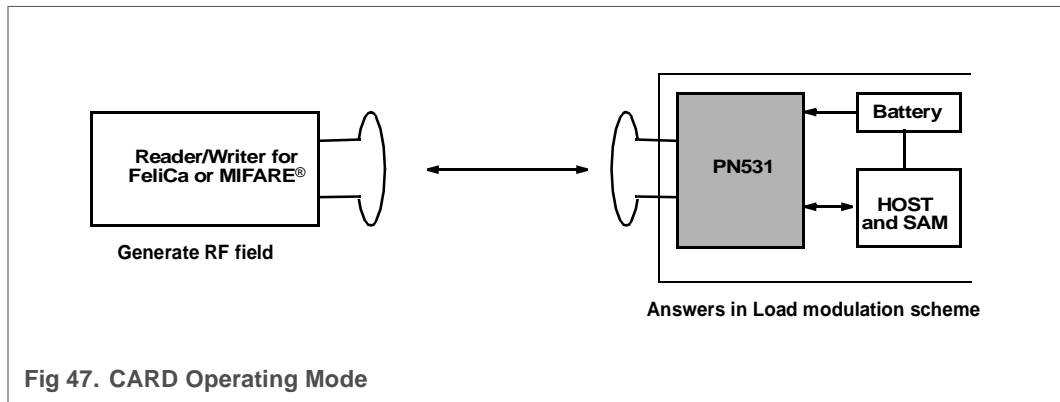 Reader/Writer for
FeliCa or MIFARE®
Generate RF field
PN531
Battery
HOST
and SAM
Answers in Load modulation scheme
Fig 47. CARD Operating Mode